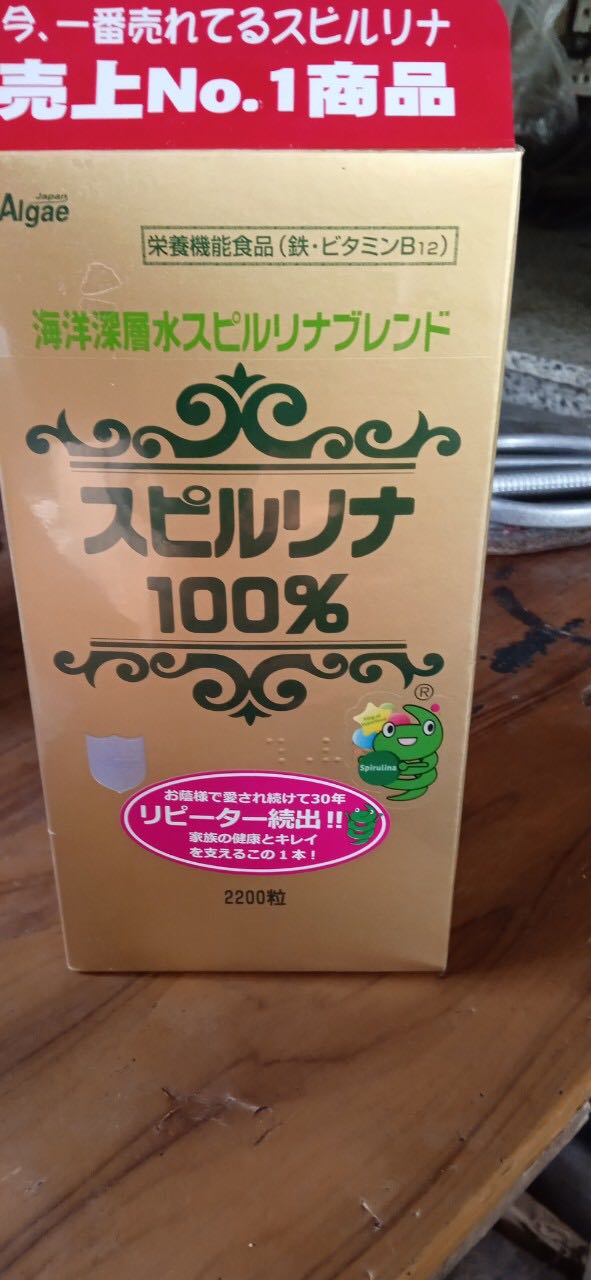 今、一番売れてるスピルリナ
売上No.1商品
Japan
Algae
栄養機能食品(鉄・ビタミンB12)
海洋深層水スピルリナブレンド
スピルリナ
100%
®
Spirulina
お蔭様で愛され続けて30年
リピーター続出!!
家族の健康とキレイ
を支えるこの1本!
2200粒